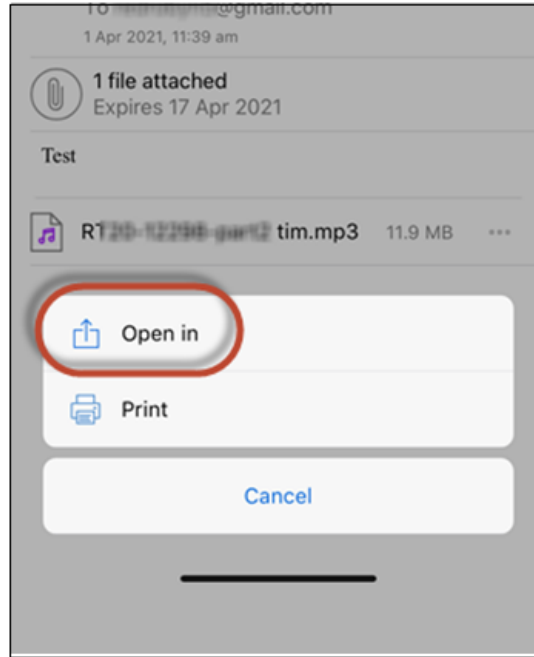 To @gmail.com
1 Apr 2021, 11:39 am
1 file attached
Expires 17 Apr 2021
Test
tim.mp3 11.9 MB ...
Open in
Print
Cancel